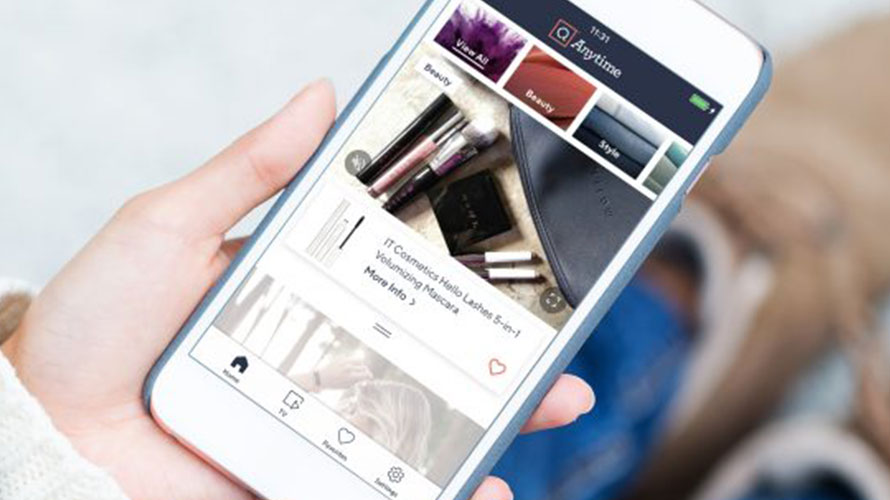 11:31
Q Anytime
View All
Beauty
Style
Beauty
IT Cosmetics Hello Lashes 5-in-1
Volumizing Mascara
More Info >
Home
TV
Favorites
Settings